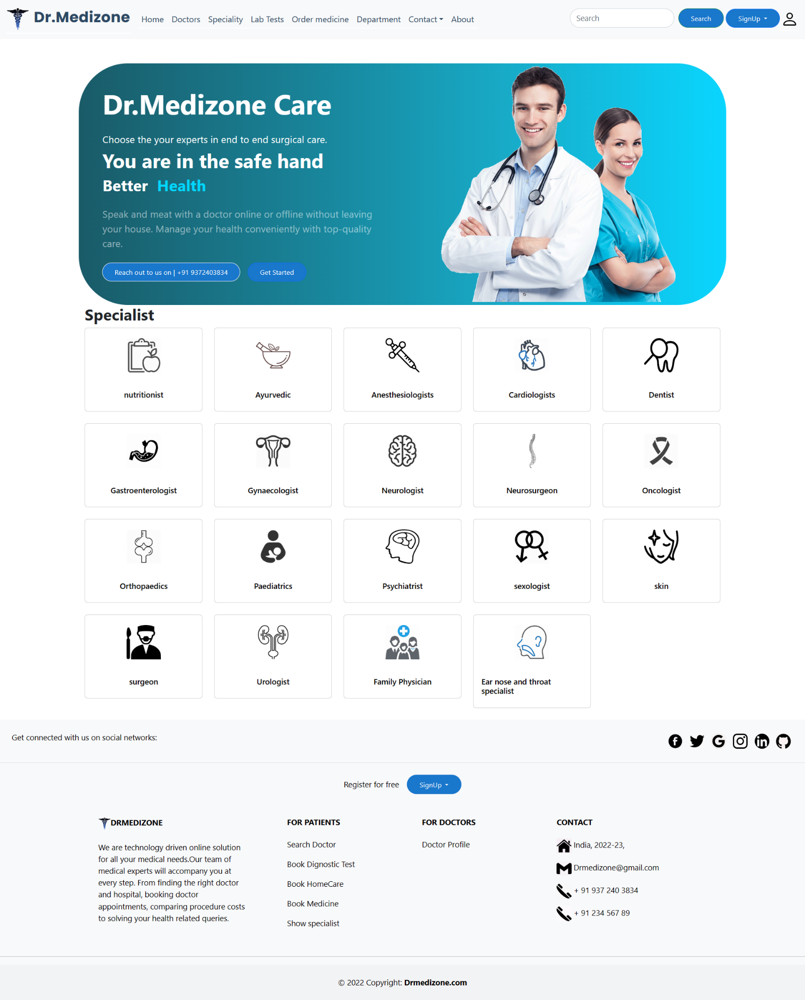 Dr.Medizone
Home Doctors Speciality Lab Tests Order medicine Department Contact About
Search
Search
SignUp
Dr.Medizone Care
Choose the your experts in end to end surgical care.
You are in the safe hand
Better Health
Speak and meat with a doctor online or offline without leaving
your house. Manage your health conveniently with top-quality
care.
Reach out to us on | +91 9372403834
Get Started
Specialist
nutritionist
Ayurvedic
Anesthesiologists
Cardiologists
Dentist
Gastroenterologist
Gynaecologist
Neurologist
Neurosurgeon
Oncologist
Orthopaedics
Paediatrics
Psychiatrist
sexologist
skin
surgeon
Urologist
Family Physician
Ear nose and throat
specialist
Get connected with us on social networks:
Register for free
SignUp
DRMEDIZONE
We are technology driven online solution
for all your medical needs.Our team of
medical experts will accompany you at
every step. From finding the right doctor
and hospital, booking doctor
appointments, comparing procedure costs
to solving your health related queries.
FOR PATIENTS
Search Doctor
Book Dignostic Test
Book HomeCare
Book Medicine
Show specialist
FOR DOCTORS
Doctor Profile
CONTACT
India, 2022-23,
Drmedizone@gmail.com
+ 91 937 240 3834
+ 91 234 567 89
© 2022 Copyright: Drmedizone.com